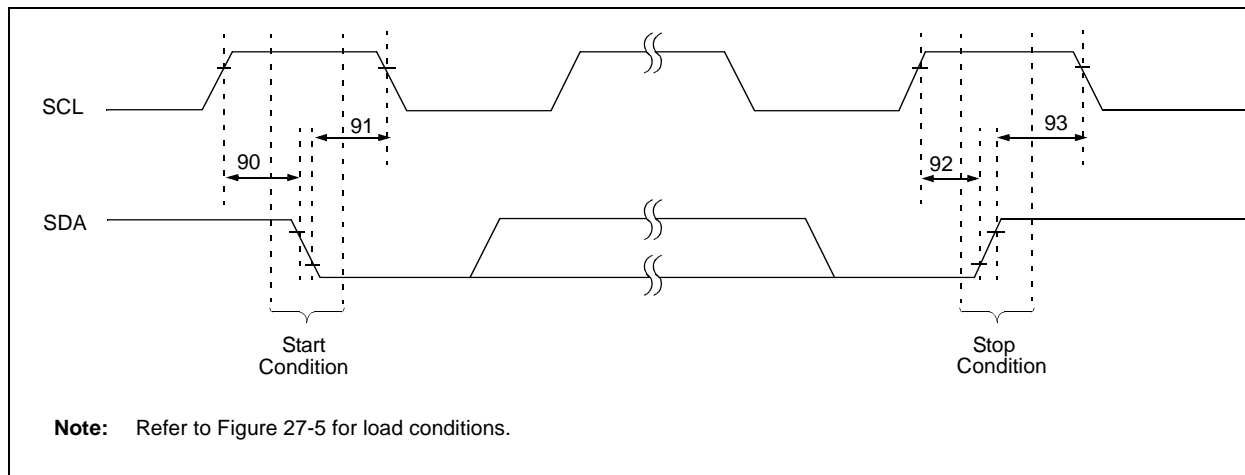 SCL
91
93
90
92
SDA
Start
Condition
Stop
Condition
Note: Refer to Figure 27-5 for load conditions.